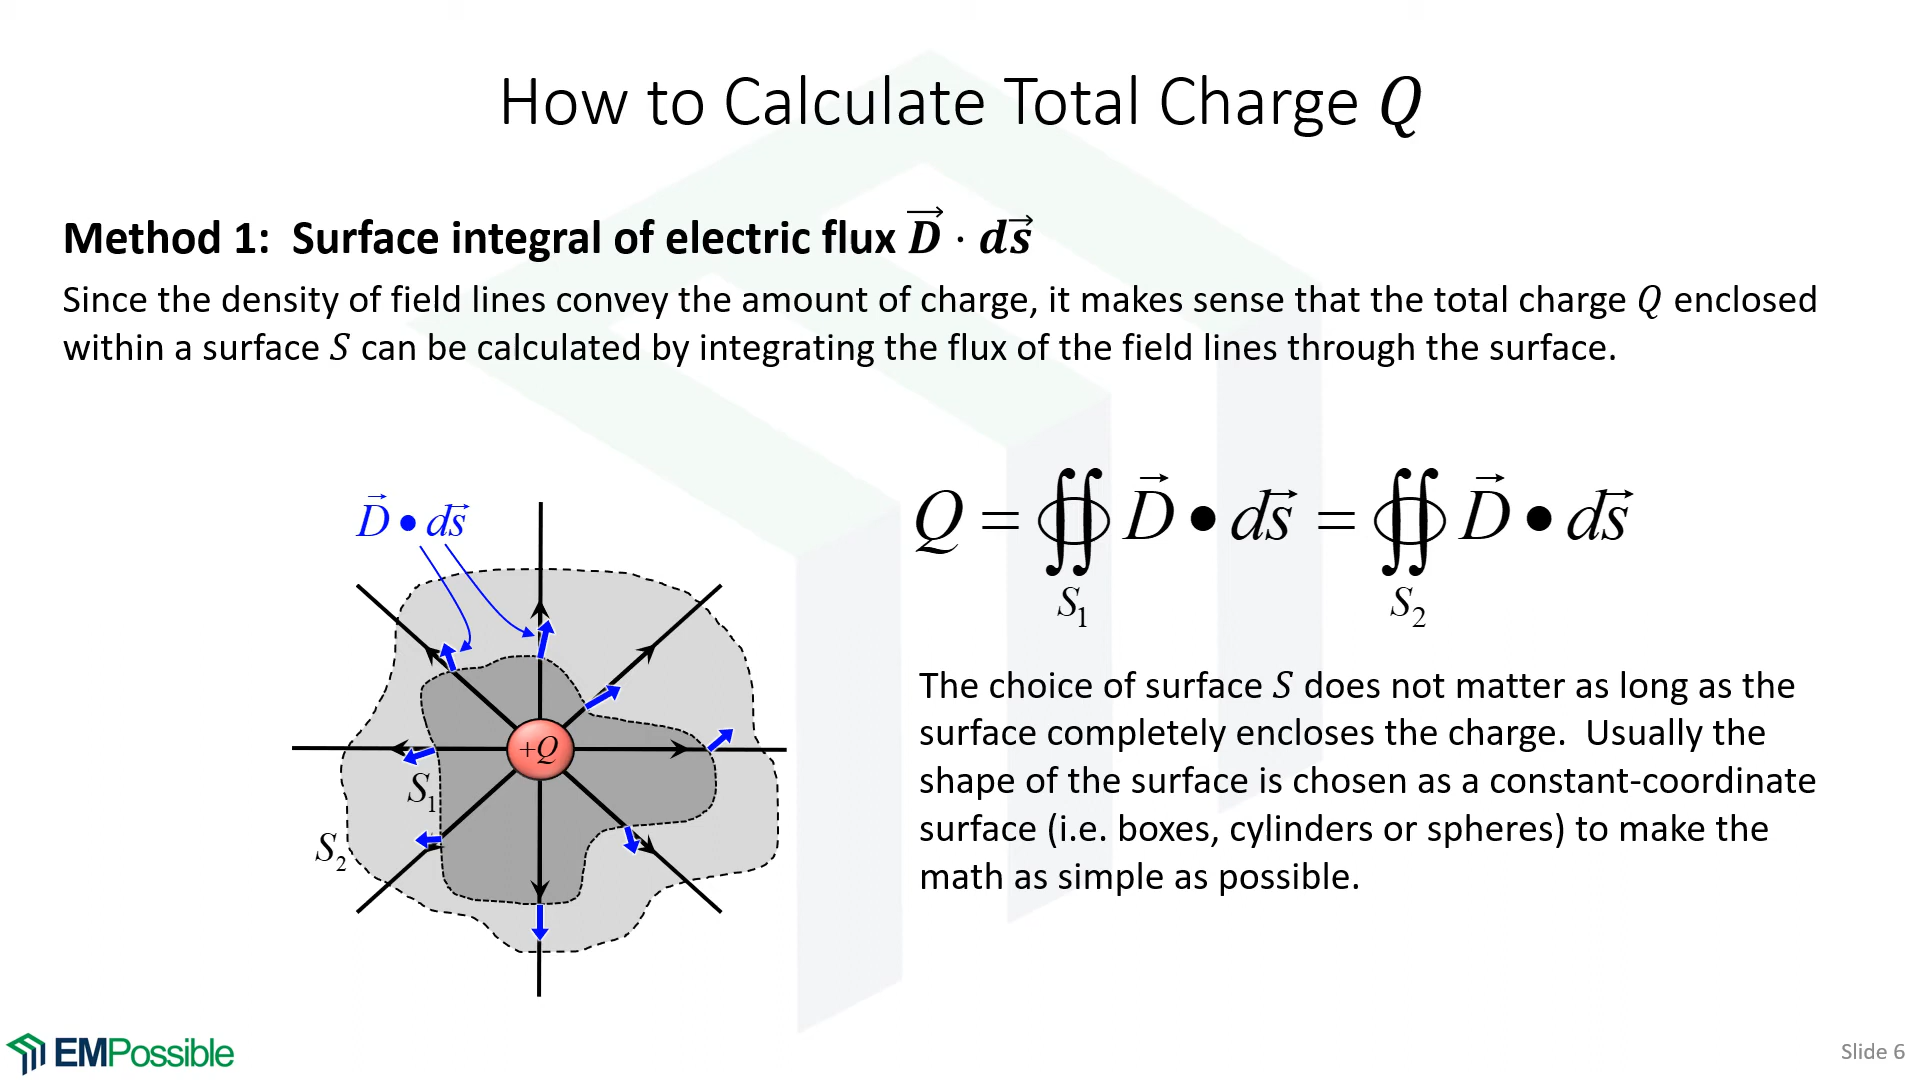 How to Calculate Total Charge 𝑄
Method 1:  Surface integral of electric flux D⃗ · ds⃗
Since the density of field lines convey the amount of charge, it makes sense that the total charge 𝑄 enclosed
within a surface 𝑆 can be calculated by integrating the flux of the field lines through the surface.
D⃗ • ds⃗
+Q
S₁
S₂
Q = ∯ D⃗ • ds⃗ = ∯ D⃗ • ds⃗
S₁ S₂
The choice of surface 𝑆 does not matter as long as the
surface completely encloses the charge.  Usually the
shape of the surface is chosen as a constant-coordinate
surface (i.e. boxes, cylinders or spheres) to make the
math as simple as possible.
EMPossible
Slide 6